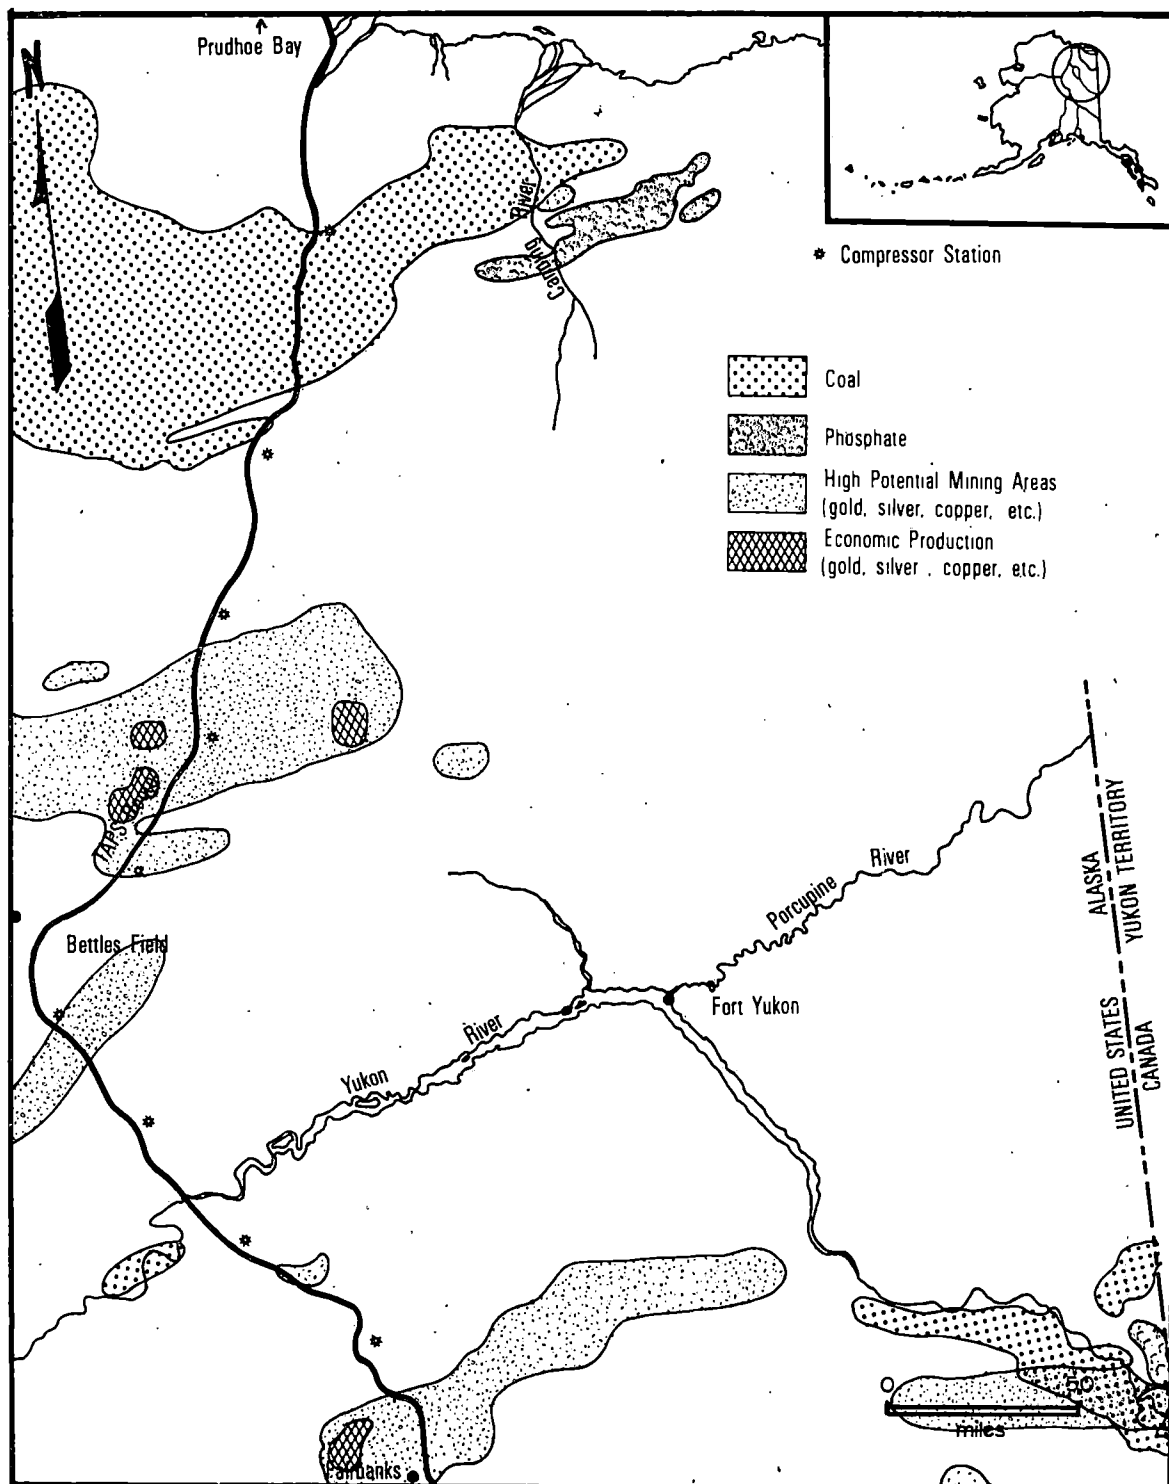 Prudhoe Bay
N
Canning River
Compressor Station
Coal
Phosphate
High Potential Mining Areas
(gold, silver, copper, etc.)
Economic Production
(gold, silver, copper, etc.)
TAPS
Bettles Field
Porcupine River
Fort Yukon
Yukon River
ALASKA
YUKON TERRITORY
UNITED STATES
CANADA
0 50
miles
Fairbanks